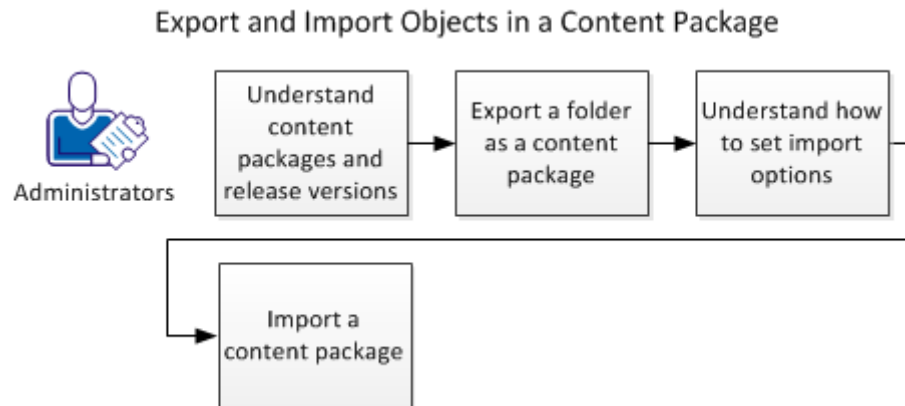 Export and Import Objects in a Content Package
Administrators
Understand
content
packages and
release versions
Export a folder
as a content
package
Understand how
to set import
options
Import a
content package